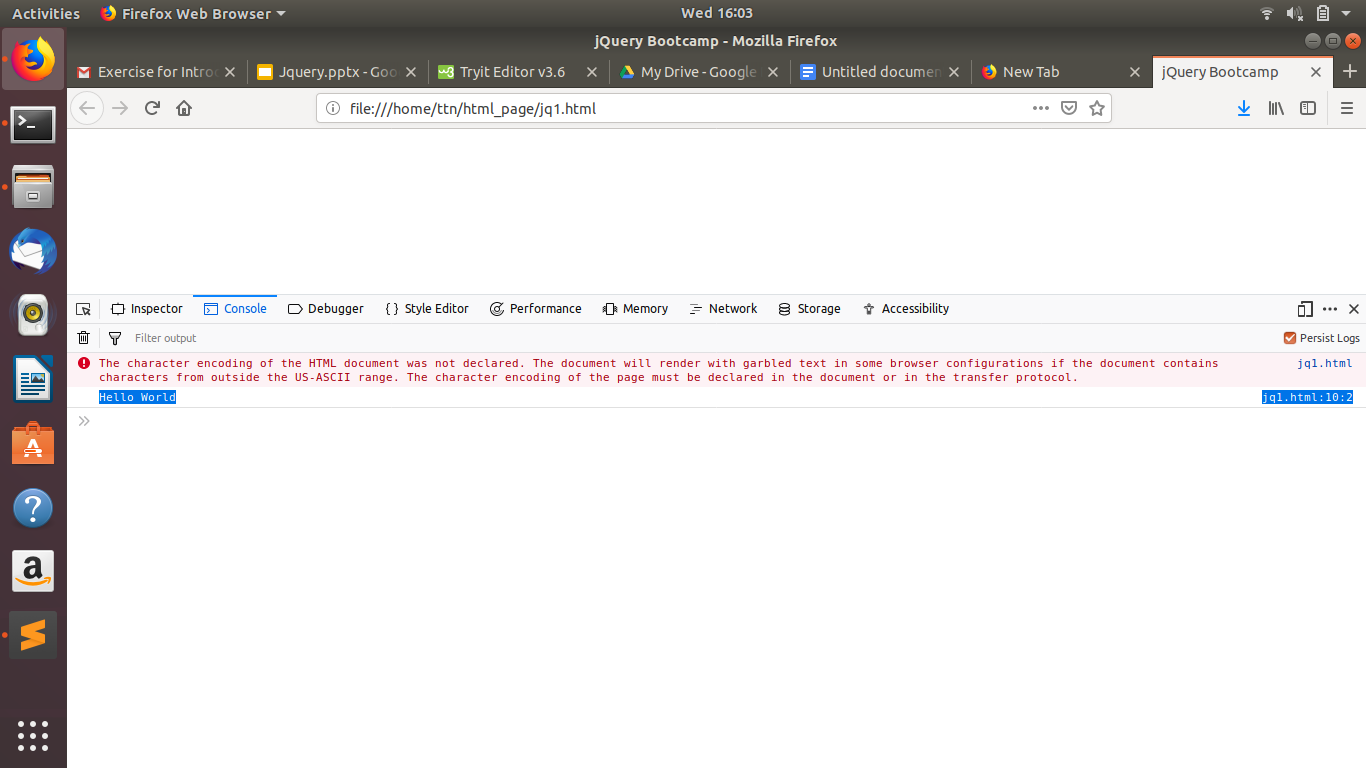 Activities Firefox Web Browser Wed 16:03
jQuery Bootcamp - Mozilla Firefox
Exercise for Introd Jquery.pptx - Goo Tryit Editor v3.6 My Drive - Google Untitled documen New Tab jQuery Bootcamp
file:///home/ttn/html_page/jq1.html
Inspector Console Debugger Style Editor Performance Memory Network Storage Accessibility
Filter output Persist Logs
The character encoding of the HTML document was not declared. The document will render with garbled text in some browser configurations if the document contains jq1.html
characters from outside the US-ASCII range. The character encoding of the page must be declared in the document or in the transfer protocol.
Hello World jq1.html:10:2